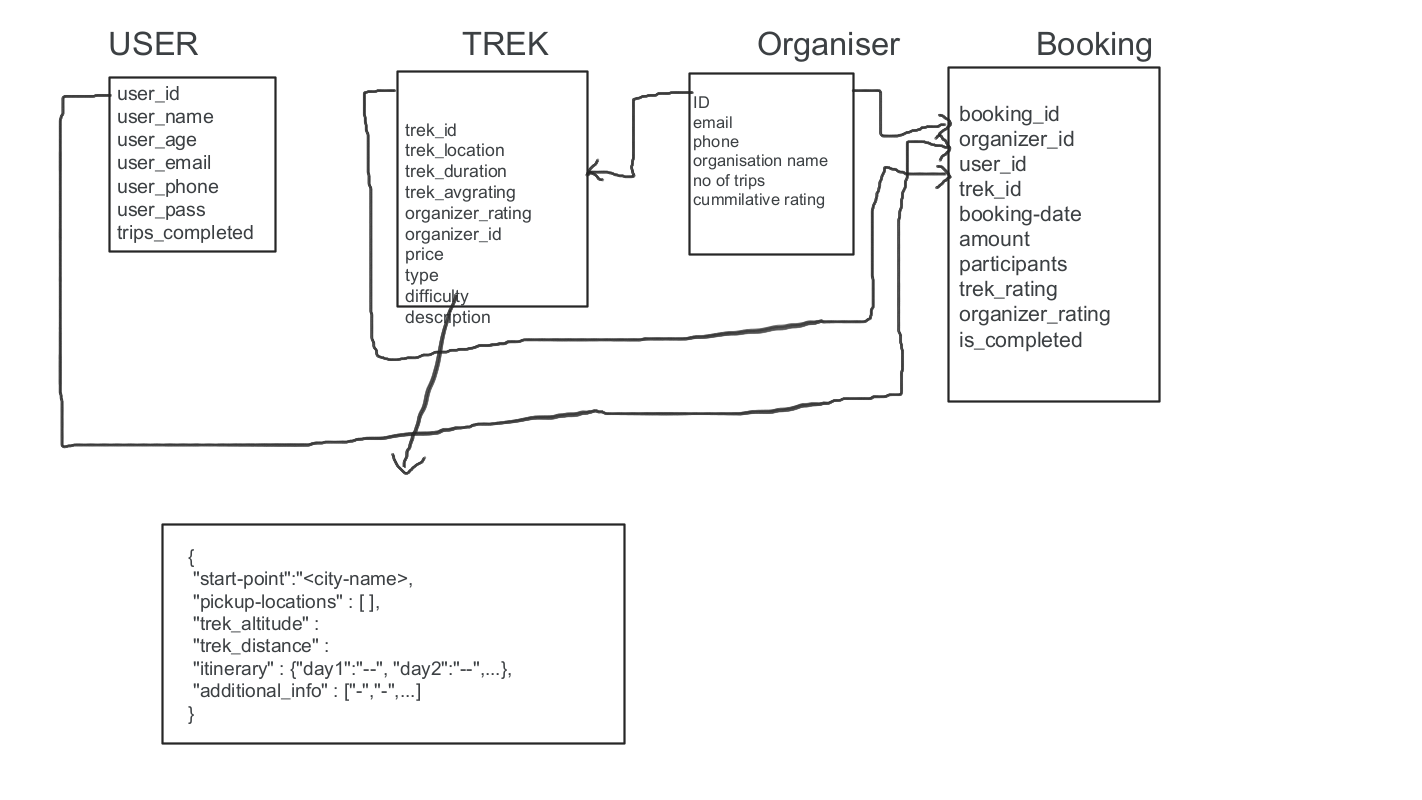 USER
user_id
user_name
user_age
user_email
user_phone
user_pass
trips_completed
TREK
trek_id
trek_location
trek_duration
trek_avgrating
organizer_rating
organizer_id
price
type
difficulty
description
Organiser
ID
email
phone
organisation name
no of trips
cummilative rating
Booking
booking_id
organizer_id
user_id
trek_id
booking-date
amount
participants
trek_rating
organizer_rating
is_completed
{
"start-point":"<city-name>,
"pickup-locations" : [ ],
"trek_altitude" :
"trek_distance" :
"itinerary" : {"day1":"--", "day2":"--",...},
"additional_info" : ["-","-",...]
}